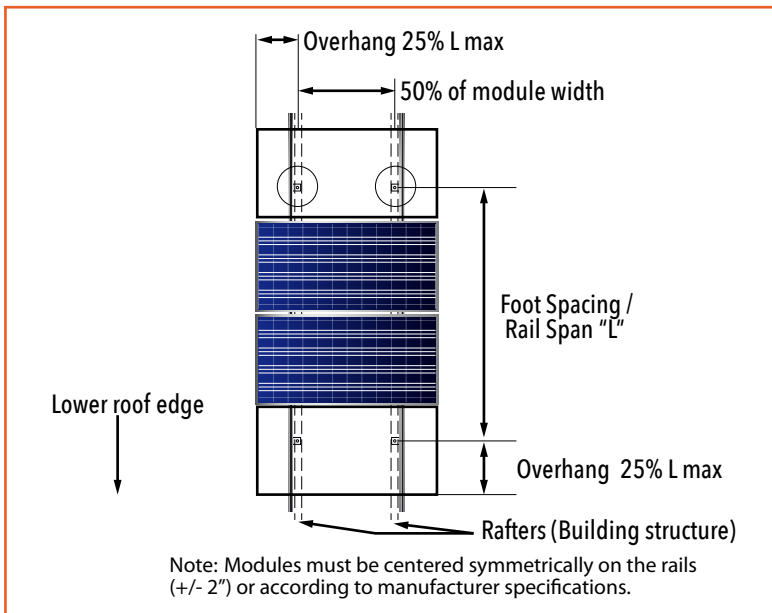 Overhang 25% L max
50% of module width
Foot Spacing /
Rail Span “L”
Lower roof edge
Overhang 25% L max
Rafters (Building structure)
Note: Modules must be centered symmetrically on the rails
(+/- 2”) or according to manufacturer specifications.